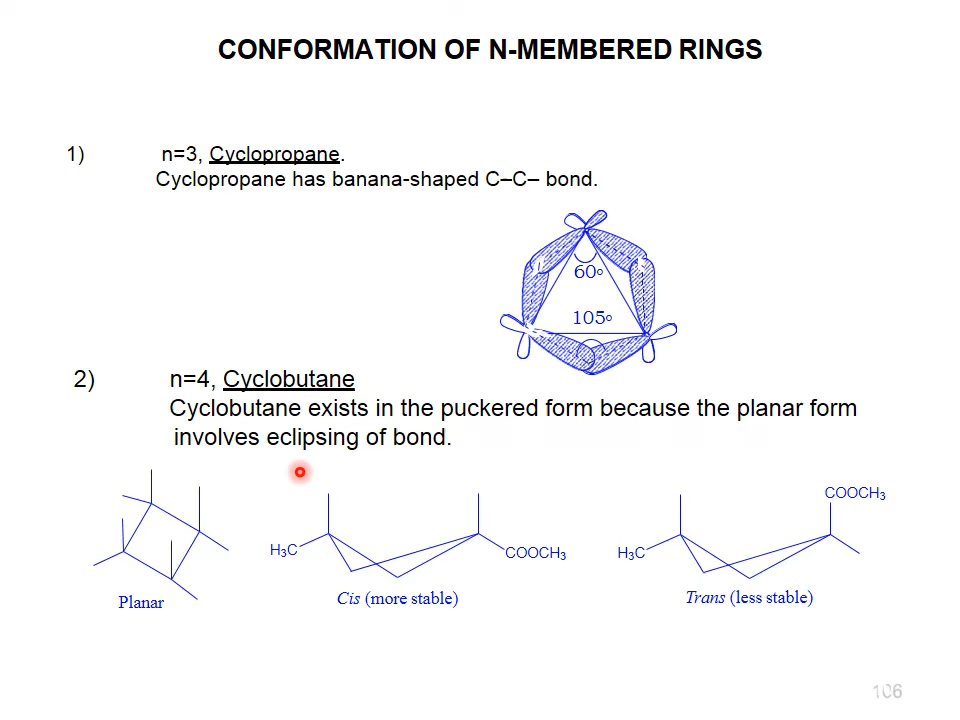 CONFORMATION OF N-MEMBERED RINGS
1) n=3, Cyclopropane.
Cyclopropane has banana-shaped C–C– bond.
60°
105°
2) n=4, Cyclobutane
Cyclobutane exists in the puckered form because the planar form
involves eclipsing of bond.
COOCH3
H3C
COOCH3
H3C
Planar
Cis (more stable)
Trans (less stable)
106